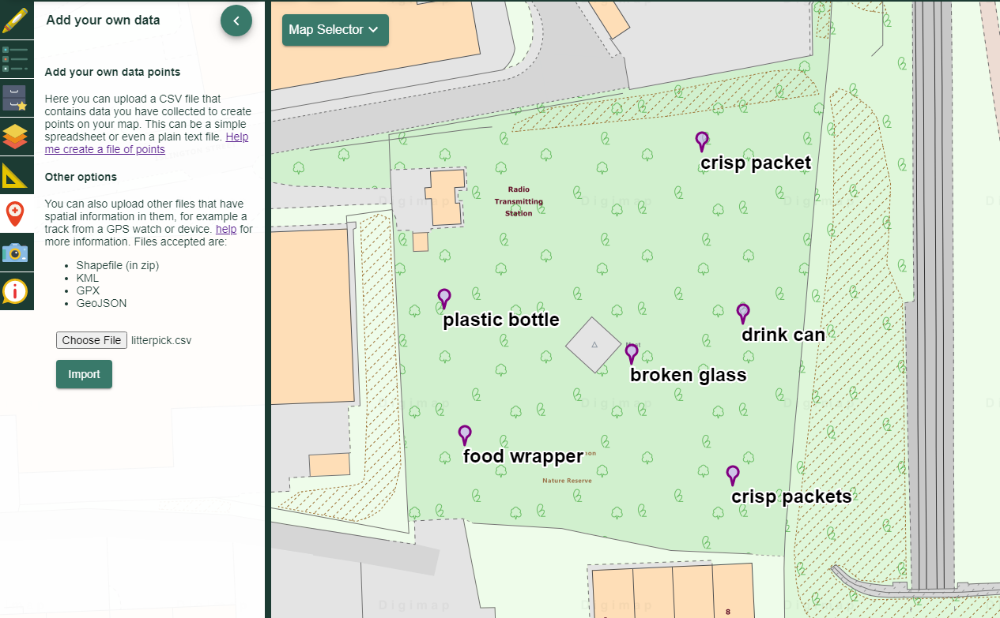 Add your own data
Add your own data points
Here you can upload a CSV file that
contains data you have collected to create
points on your map. This can be a simple
spreadsheet or even a plain text file. Help
me create a file of points
Other options
You can also upload other files that have
spatial information in them, for example a
track from a GPS watch or device. help for
more information. Files accepted are:
• Shapefile (in zip)
• KML
• GPX
• GeoJSON
Choose File litterpick.csv
Import
Map Selector
crisp packet
Radio
Transmitting
Station
Digimap
Digimap
plastic bottle
drink can
broken glass
Digimap
Digimap
food wrapper
Nature Reserve
crisp packets
8
Digimap
Digimap